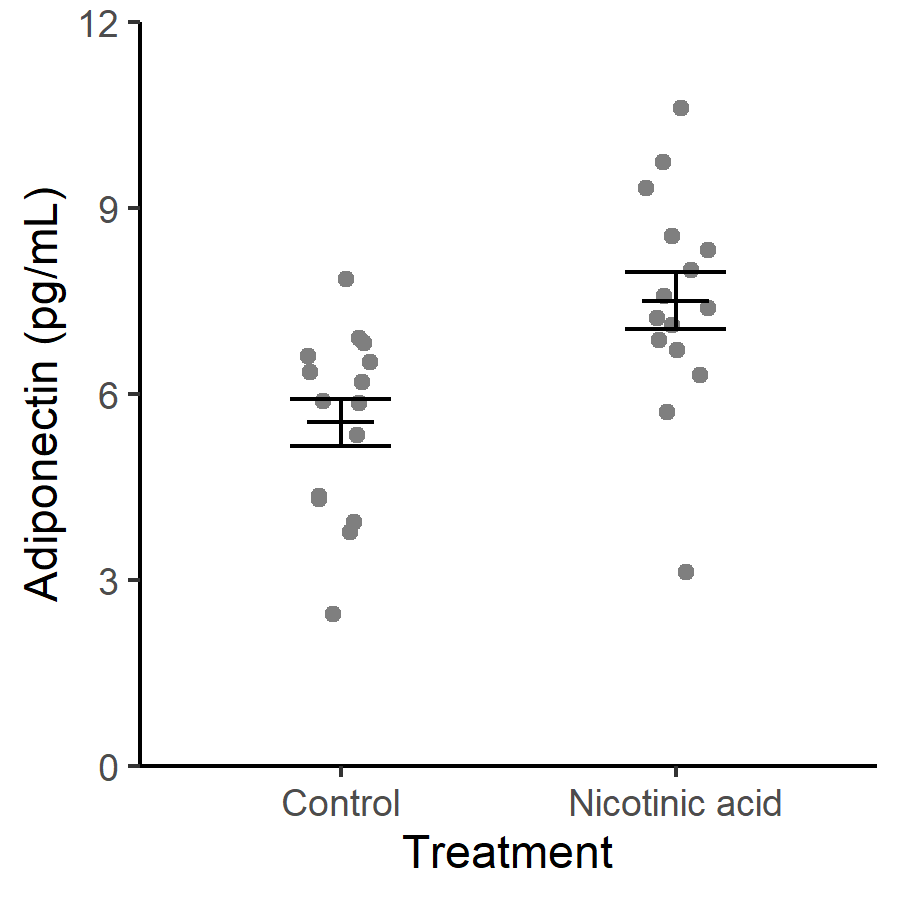 Adiponectin (pg/mL)
12
9
6
3
0
Control
Nicotinic acid
Treatment